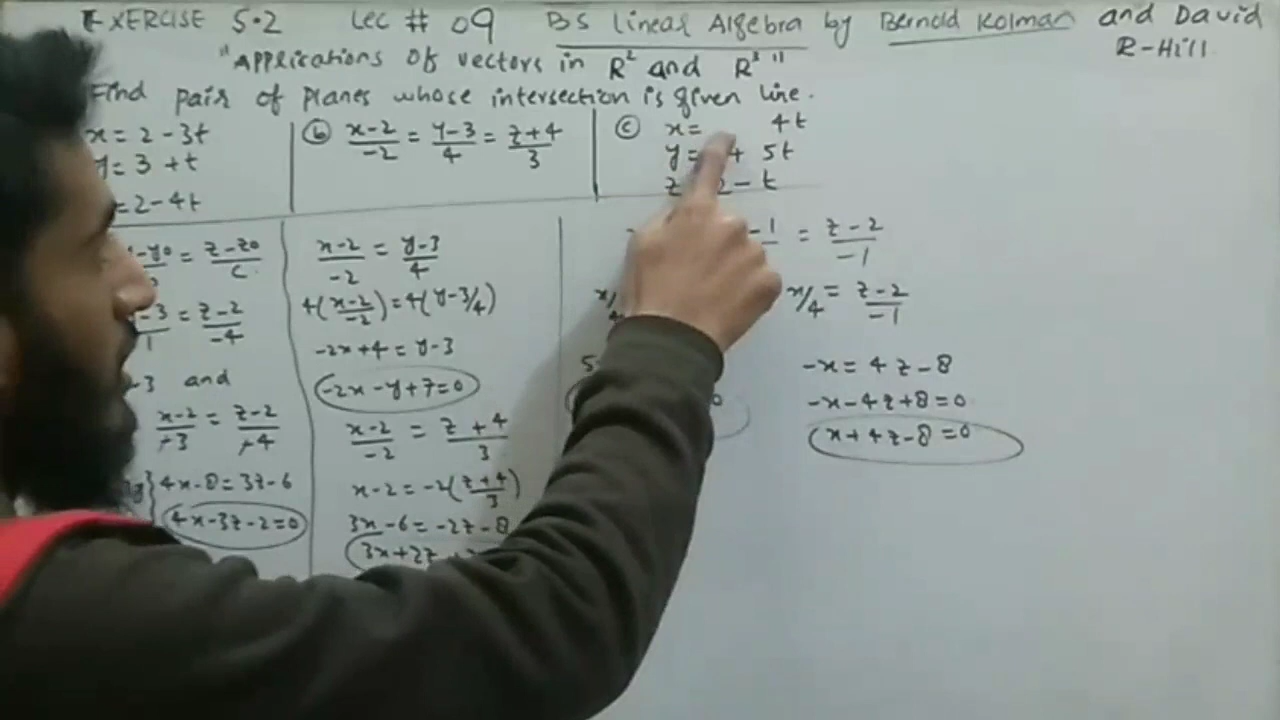 EXERCISE 5.2 Lec # 09 BS Linear Algebra by Bernold Kolman and David
R-Hill
"Applications of vectors in R² and R³"
Find pair of planes whose intersection is given line.
x = 2 - 3t
y = 3 + t
= 2 - 4t
(b) x-2/-2 = y-3/4 = z+4/3
(c) x = 4t
y = + 5t
z 2 - t
-y0 = z-z0/c
-3/1 = z-2/-4
-3 and
x-2/-3 = z-2/-4
4x-8=3z-6
4x-3z-2=0
x-2/-2 = y-3/4
4(x-2/-2)=4(y-3/4)
-2x+4=y-3
-2x-y+7=0
x-2/-2 = z+4/3
x-2=-2(z+4/3)
3x-6=-2z-8
3x+2z+
-1 = z-2/-1
x/4 = z-2/-1
-x=4z-8
-x-4z+8=0
x+4z-8=0